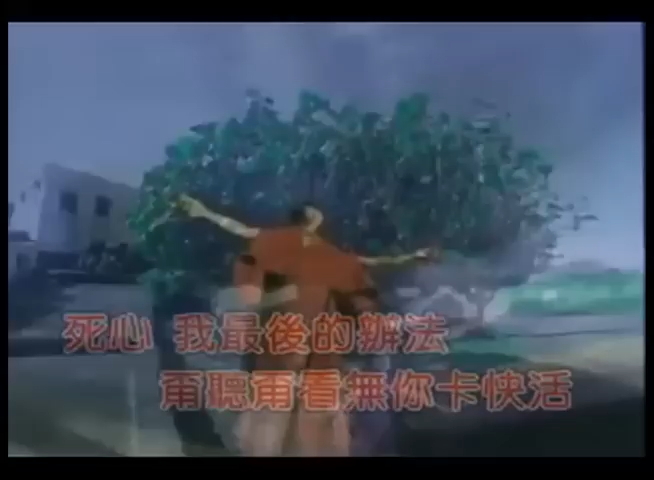 死心 我最後的辦法
甭聽甭看無你卡快活